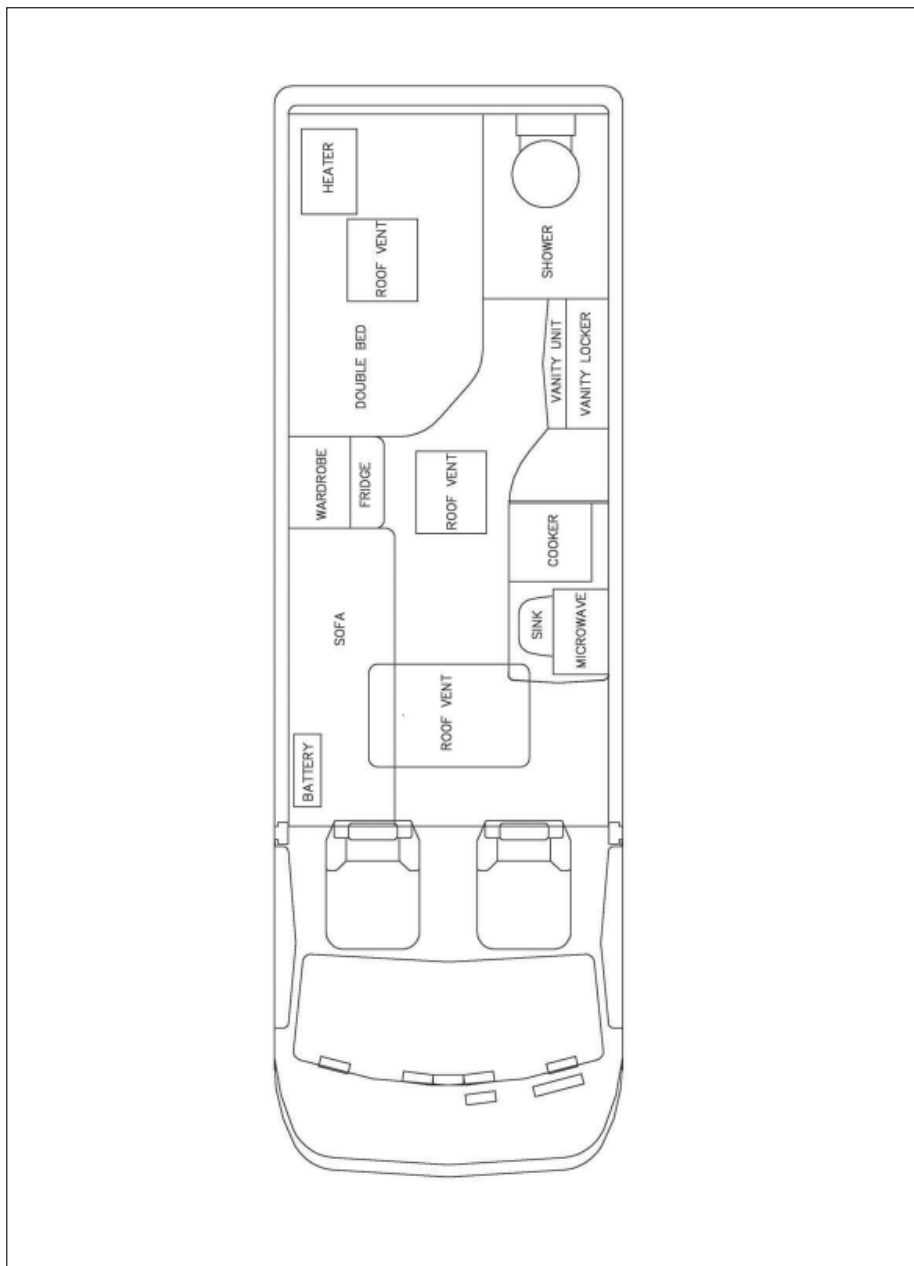 HEATER
ROOF VENT
SHOWER
DOUBLE BED
VANITY UNIT
VANITY LOCKER
WARDROBE
FRIDGE
ROOF VENT
COOKER
SOFA
SINK
MICROWAVE
ROOF VENT
BATTERY